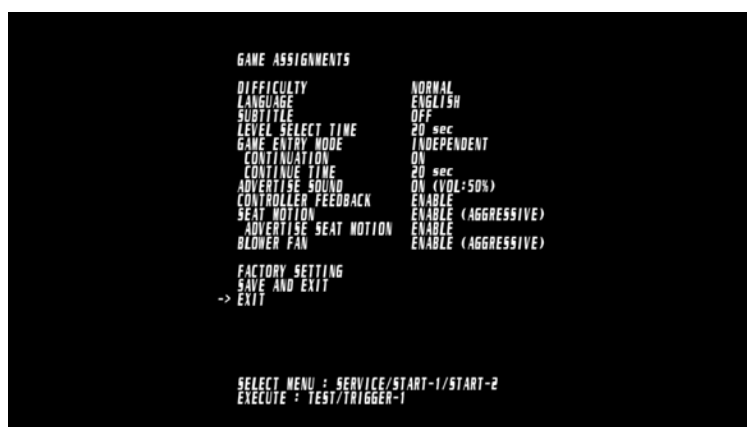 GAME ASSIGNMENTS
DIFFICULTY NORMAL
LANGUAGE ENGLISH
SUBTITLE OFF
LEVEL SELECT TIME 20 sec
GAME ENTRY MODE INDEPENDENT
CONTINUATION ON
CONTINUE TIME 20 sec
ADVERTISE SOUND ON (VOL:50%)
CONTROLLER FEEDBACK ENABLE
SEAT MOTION ENABLE (AGGRESSIVE)
ADVERTISE SEAT MOTION ENABLE
BLOWER FAN ENABLE (AGGRESSIVE)
FACTORY SETTING
SAVE AND EXIT
-> EXIT
SELECT MENU : SERVICE/START-1/START-2
EXECUTE : TEST/TRIGGER-1